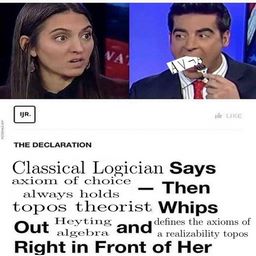 IJR.
LIKE
THE DECLARATION
Classical Logician Says
axiom of choice
always holds — Then
topos theorist Whips
Out Heyting algebra and defines the axioms of a realizability topos
Right in Front of Her